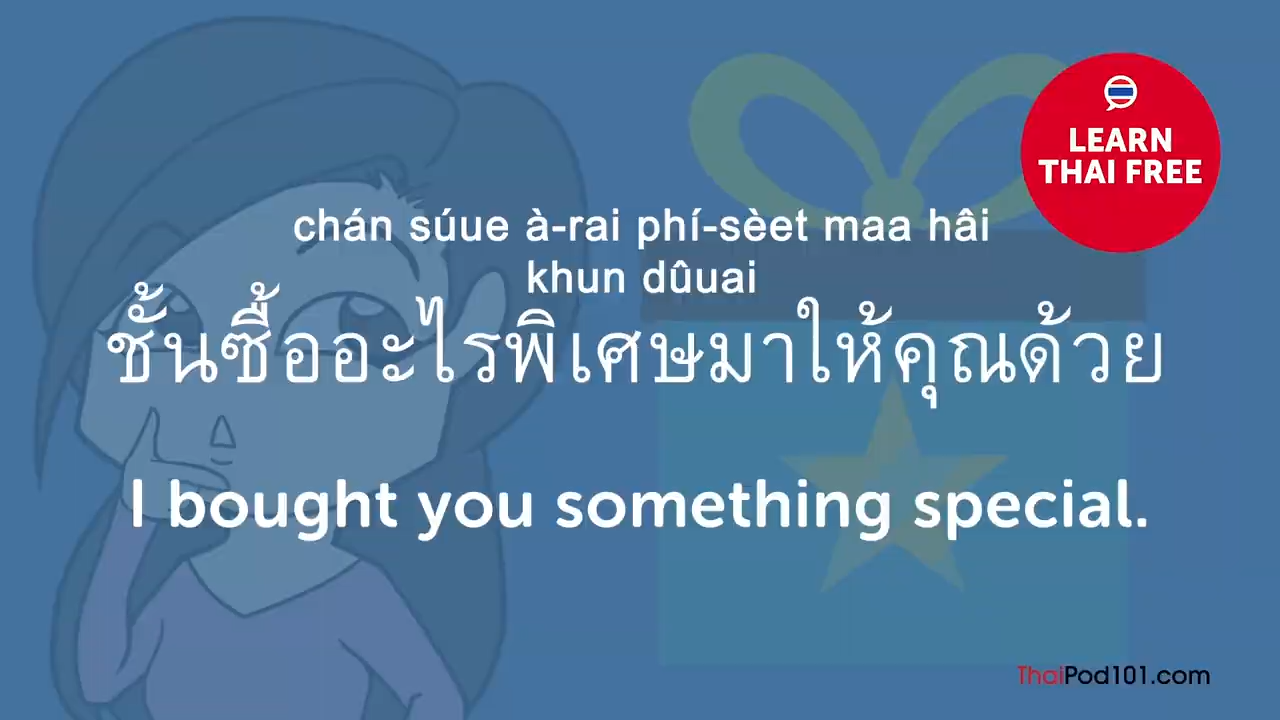 LEARN
THAI FREE
chán súue à-rai phí-sèet maa hâi
khun dûuai
ชั้นซื้ออะไรพิเศษมาให้คุณด้วย
I bought you something special.
ThaiPod101.com